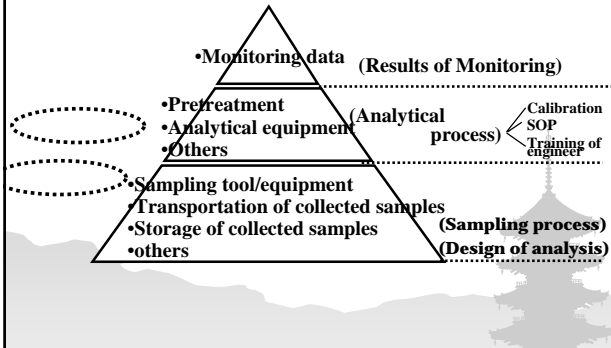 •Monitoring data
(Results of Monitoring)
•Pretreatment
•Analytical equipment
•Others
(Analytical
process)
Calibration
SOP
Training of
engineer
•Sampling tool/equipment
•Transportation of collected samples
•Storage of collected samples
•others
(Sampling process)
(Design of analysis)